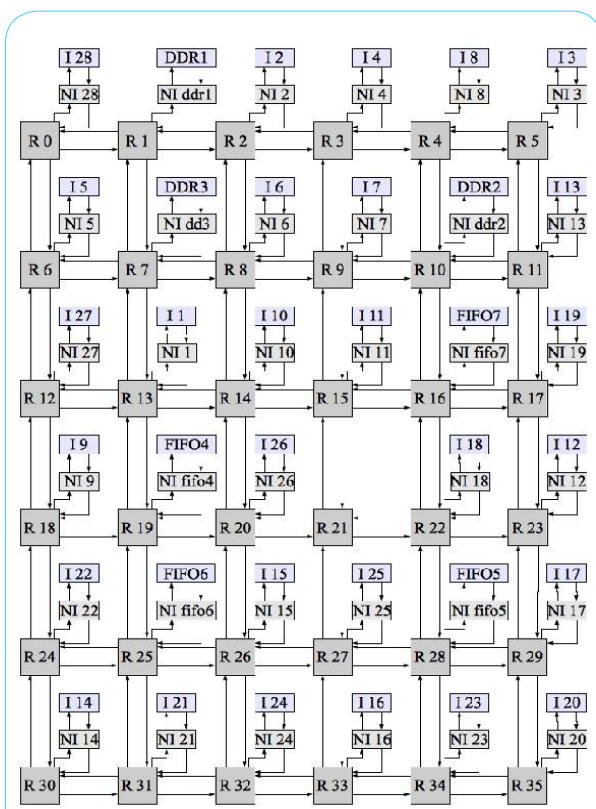 I 28 DDR1 I 2 I 4 I 8 I 3
NI 28 NI ddr1 NI 2 NI 4 NI 8 NI 3
R 0 R 1 R 2 R 3 R 4 R 5
I 5 DDR3 I 6 I 7 DDR2 I 13
NI 5 NI dd3 NI 6 NI 7 NI ddr2 NI 13
R 6 R 7 R 8 R 9 R 10 R 11
I 27 I 1 I 10 I 11 FIFO7 I 19
NI 27 NI 1 NI 10 NI 11 NI fifo7 NI 19
R 12 R 13 R 14 R 15 R 16 R 17
I 9 FIFO4 I 26 I 18 I 12
NI 9 NI fifo4 NI 26 NI 18 NI 12
R 18 R 19 R 20 R 21 R 22 R 23
I 22 FIFO6 I 15 I 25 FIFO5 I 17
NI 22 NI fifo6 NI 15 NI 25 NI fifo5 NI 17
R 24 R 25 R 26 R 27 R 28 R 29
I 14 I 21 I 24 I 16 I 23 I 20
NI 14 NI 21 NI 24 NI 16 NI 23 NI 20
R 30 R 31 R 32 R 33 R 34 R 35